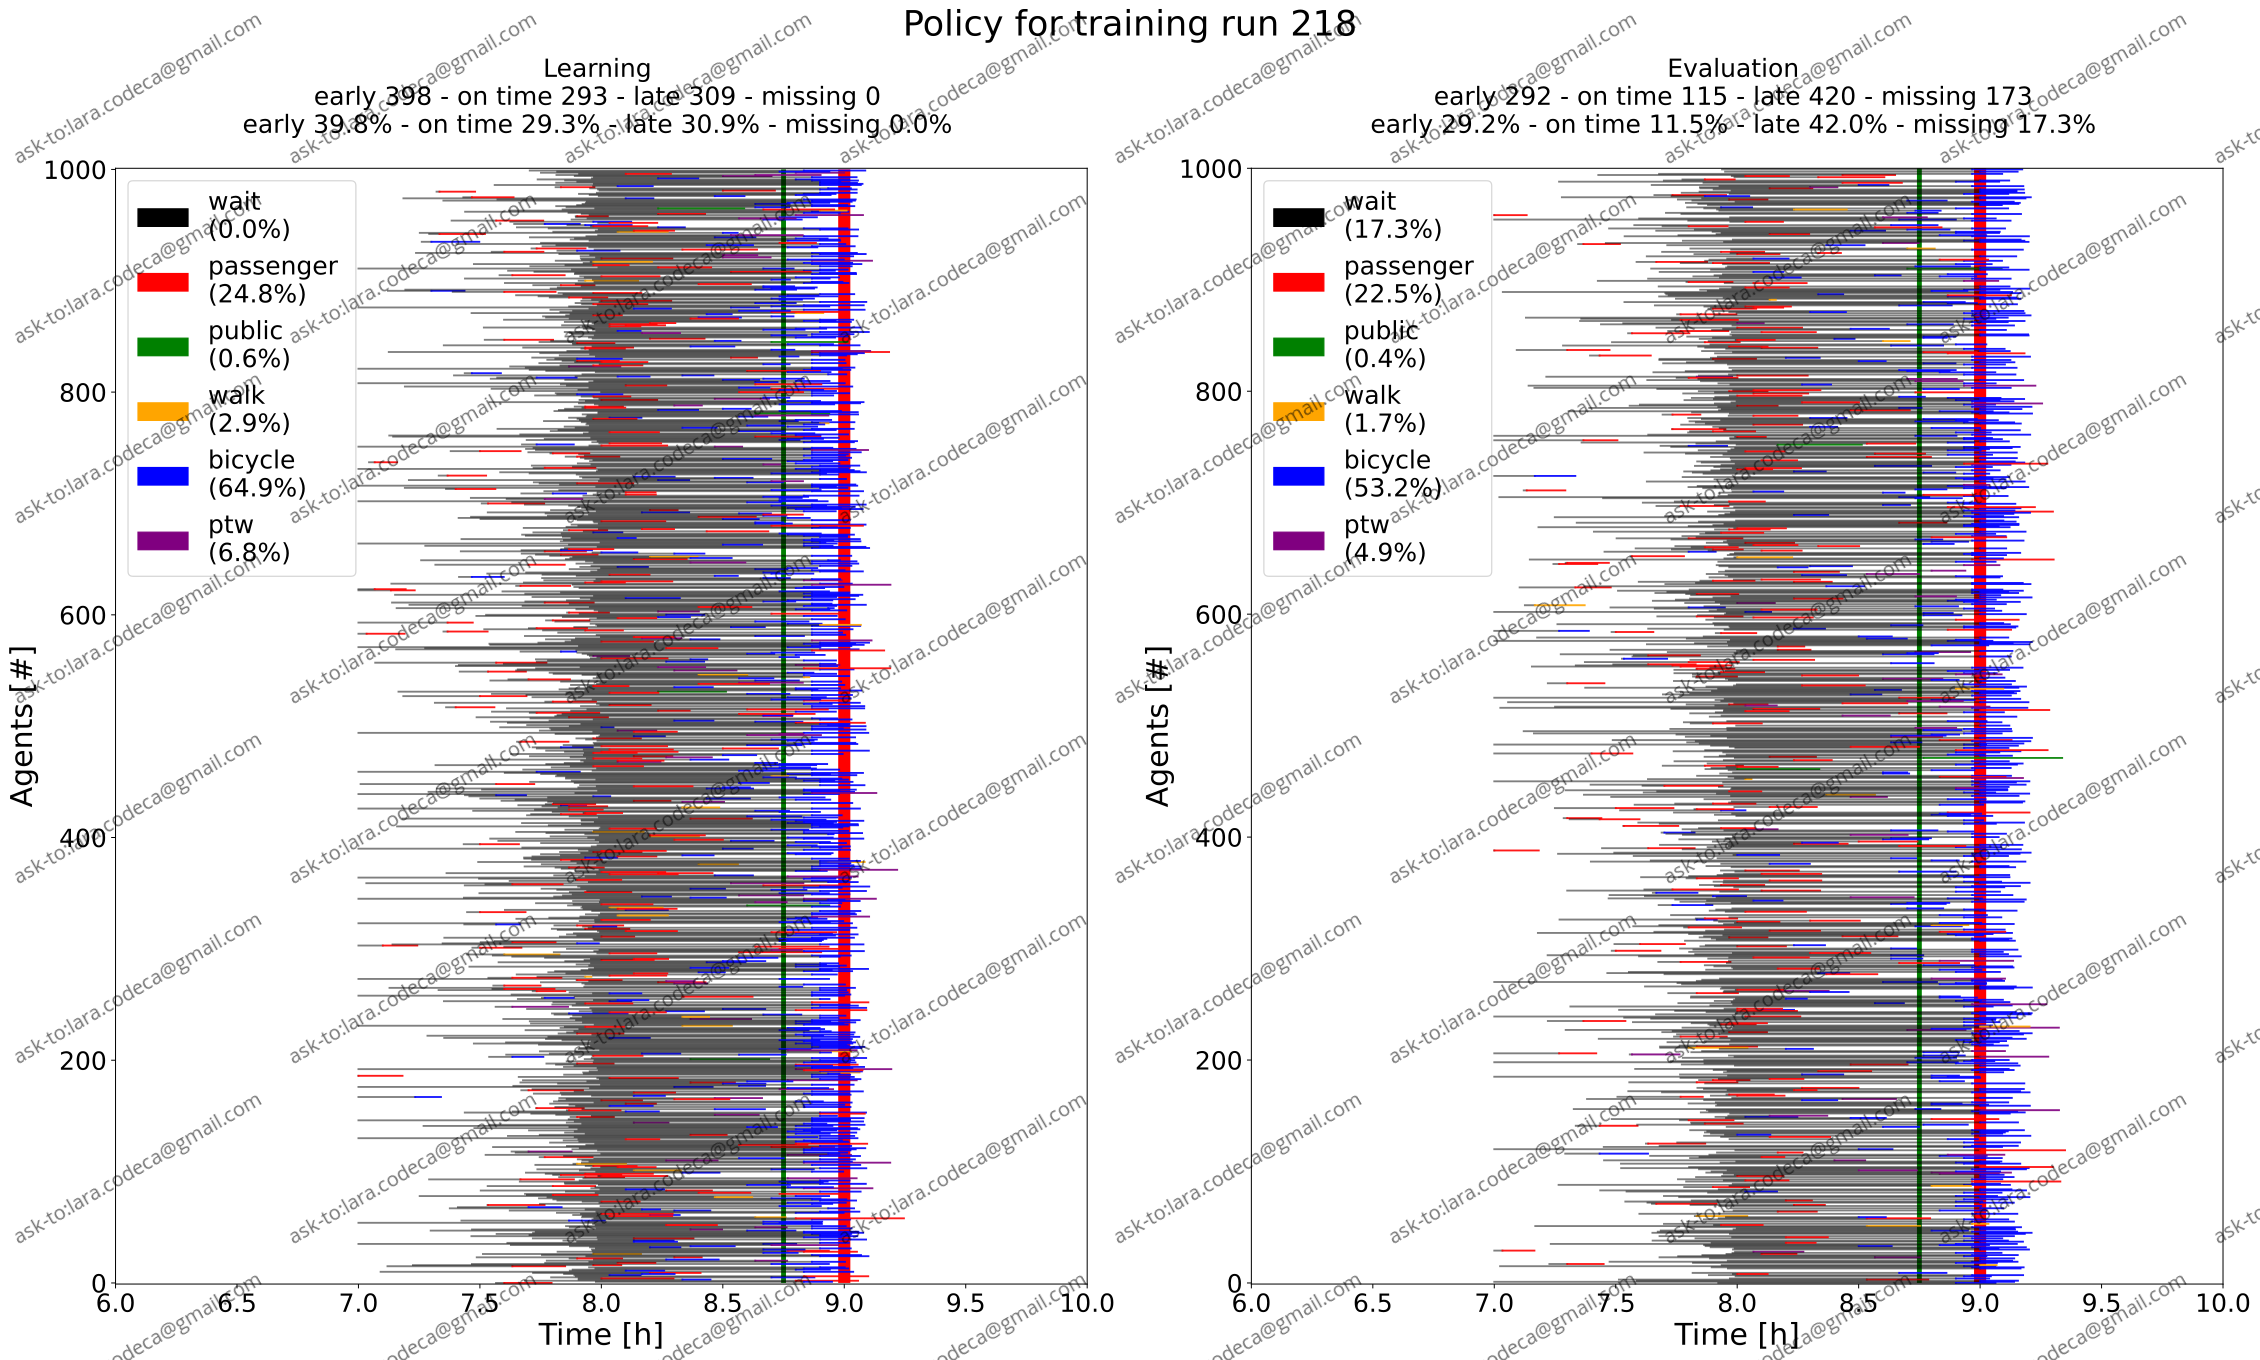 Policy for training run 218
Learning
early 398 - on time 293 - late 309 - missing 0
early 39.8% - on time 29.3% - late 30.9% - missing 0.0%
1000
800
600
400
200
0
Agents [#]
wait
(0.0%)
passenger
(24.8%)
public
(0.6%)
walk
(2.9%)
bicycle
(64.9%)
ptw
(6.8%)
6.0 6.5 7.0 7.5 8.0 8.5 9.0 9.5 10.0
Time [h]
Evaluation
early 292 - on time 115 - late 420 - missing 173
early 29.2% - on time 11.5% - late 42.0% - missing 17.3%
1000
800
600
400
200
0
Agents [#]
wait
(17.3%)
passenger
(22.5%)
public
(0.4%)
walk
(1.7%)
bicycle
(53.2%)
ptw
(4.9%)
6.0 6.5 7.0 7.5 8.0 8.5 9.0 9.5 10.0
Time [h]
ask-to:lara.codeca@gmail.com